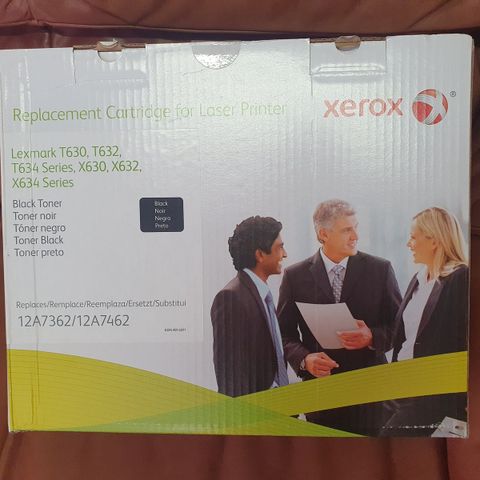 Replacement Cartridge for Laser Printer
xerox ®
Lexmark T630, T632,
T634 Series, X630, X632,
X634 Series
Black Toner
Toner noir
Tóner negro
Toner Black
Toner preto
Black
Noir
Negro
Preto
Replaces/Remplace/Reemplaza/Ersetzt/Substitui
12A7362/12A7462